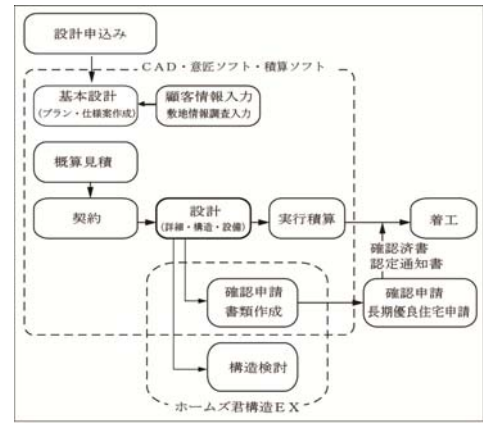 設計申込み
CAD・意匠ソフト・積算ソフト
基本設計
(プラン・仕様案作成)
顧客情報入力
敷地情報調査入力
概算見積
契約
設計
(詳細・構造・設備)
実行積算
着工
確認済書
認定通知書
確認申請
書類作成
確認申請
長期優良住宅申請
構造検討
ホームズ君構造EX